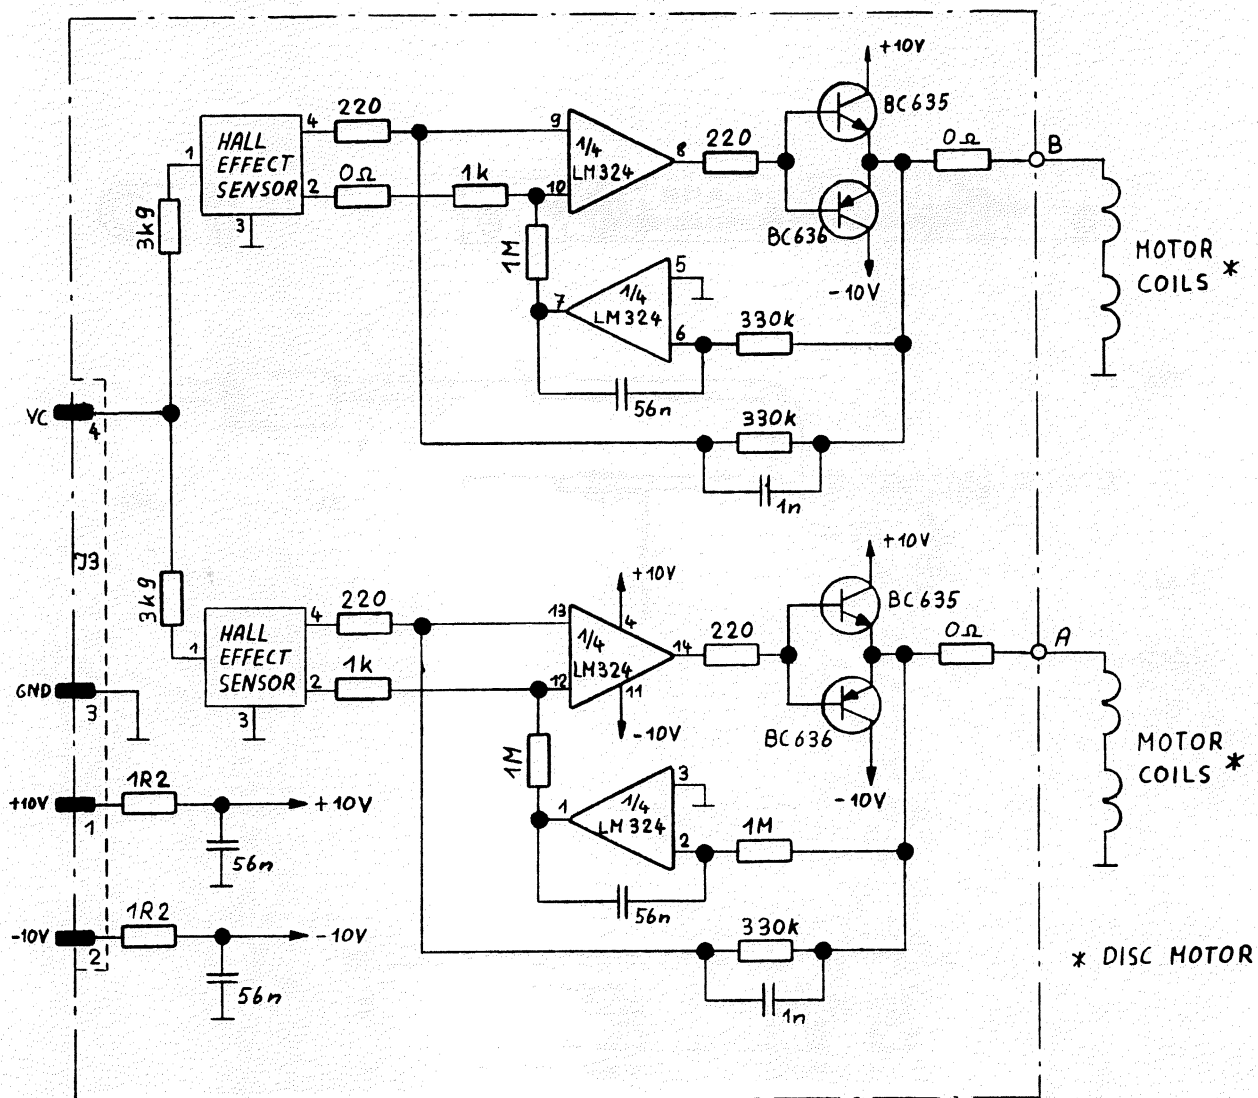 +10V
BC635
220
4
HALL
EFFECT
SENSOR
1
2
3
0Ω
1k
9
10
1/4
LM324
8
220
BC636
-10V
0Ω
B
MOTOR
COILS *
3k9
1M
7
1/4
LM324
5
6
330k
56n
330k
1n
VC
4
J3
3k9
HALL
EFFECT
SENSOR
1
4
2
3
220
1k
+10V
13
12
1/4
LM324
4
11
14
-10V
220
+10V
BC635
BC636
-10V
0Ω
A
MOTOR
COILS *
1M
1
1/4
LM324
3
2
1M
56n
330k
1n
GND
3
+10V
1
1R2
+10V
56n
-10V
2
1R2
-10V
56n
* DISC MOTOR